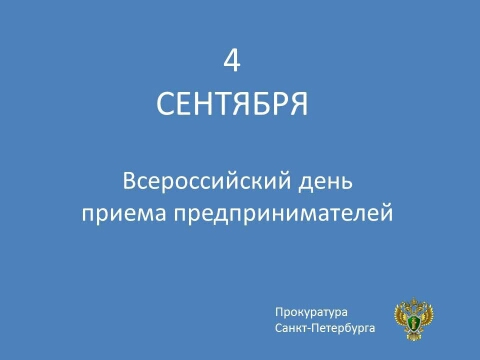 4
СЕНТЯБРЯ
Всероссийский день
приема предпринимателей
Прокуратура
Санкт-Петербурга